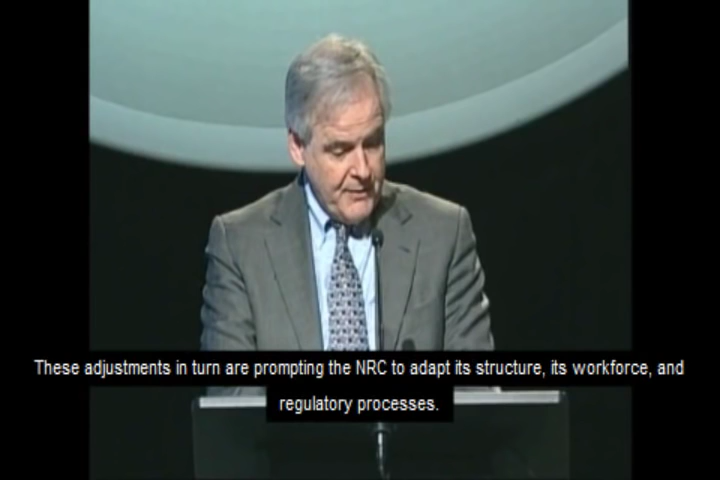 These adjustments in turn are prompting the NRC to adapt its structure, its workforce, and
regulatory processes.